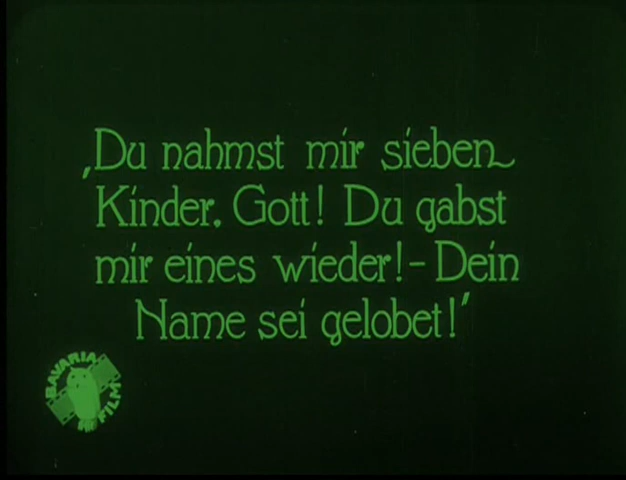 ‚Du nahmst mir sieben
Kinder. Gott! Du gabst
mir eines wieder! – Dein
Name sei gelobet!’
BAVARIA
FILM